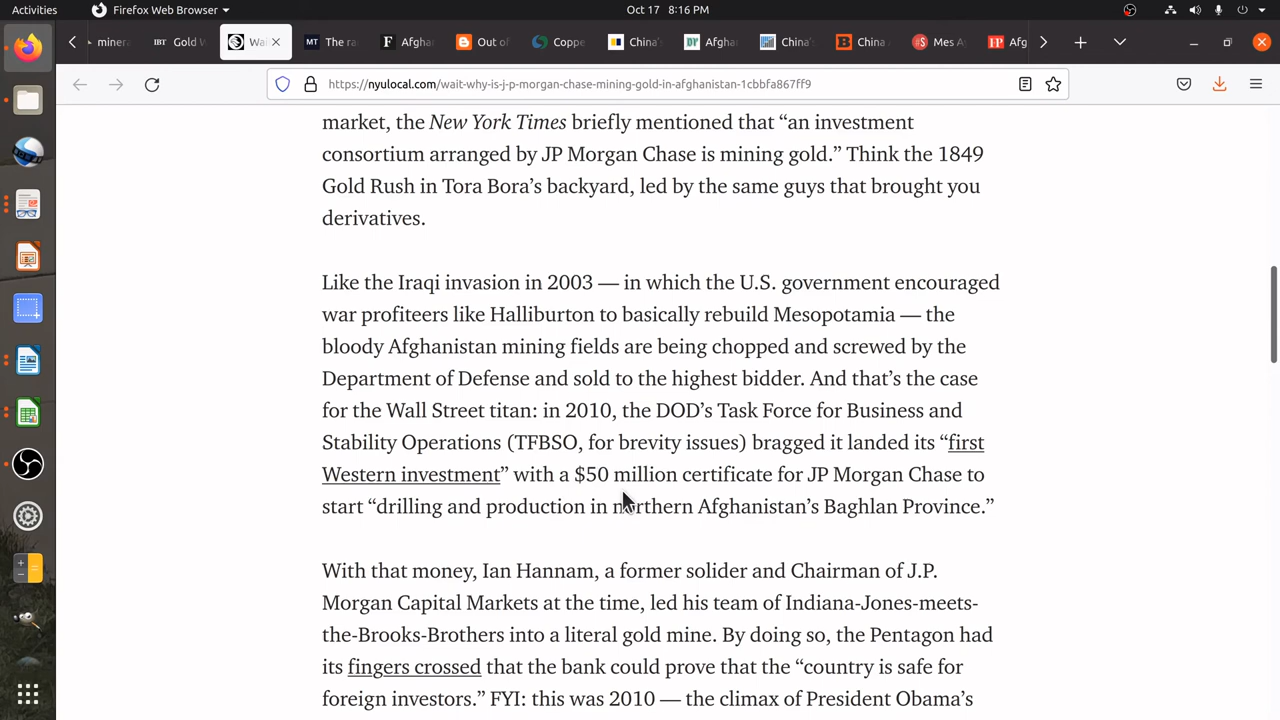 Activities
Firefox Web Browser
Oct 17 8:16 PM
minera
IBT Gold W
Wai
MT The ra
F Afgha
Out of
Coppe
China's
DY Afgha
China's
B China
Mes A
FP Afg
https://nyulocal.com/wait-why-is-j-p-morgan-chase-mining-gold-in-afghanistan-1cbbfa867ff9
market, the New York Times briefly mentioned that “an investment
consortium arranged by JP Morgan Chase is mining gold.” Think the 1849
Gold Rush in Tora Bora’s backyard, led by the same guys that brought you
derivatives.
Like the Iraqi invasion in 2003 — in which the U.S. government encouraged
war profiteers like Halliburton to basically rebuild Mesopotamia — the
bloody Afghanistan mining fields are being chopped and screwed by the
Department of Defense and sold to the highest bidder. And that’s the case
for the Wall Street titan: in 2010, the DOD’s Task Force for Business and
Stability Operations (TFBSO, for brevity issues) bragged it landed its “first
Western investment” with a $50 million certificate for JP Morgan Chase to
start “drilling and production in northern Afghanistan’s Baghlan Province.”
With that money, Ian Hannam, a former solider and Chairman of J.P.
Morgan Capital Markets at the time, led his team of Indiana-Jones-meets-
the-Brooks-Brothers into a literal gold mine. By doing so, the Pentagon had
its fingers crossed that the bank could prove that the “country is safe for
foreign investors.” FYI: this was 2010 — the climax of President Obama’s